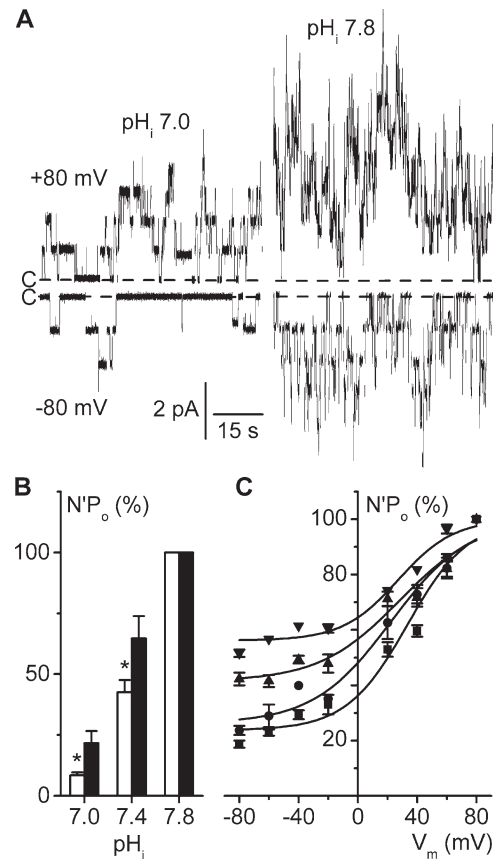 A
pHi 7.8
pHi 7.0
+80 mV
C
C
-80 mV
2 pA
15 s
B
N'Po (%)
100
50
0
*
*
7.0 7.4 7.8
pHi
C
N'Po (%)
100
80
60
40
20
-80 -40 0 40 80
Vm (mV)